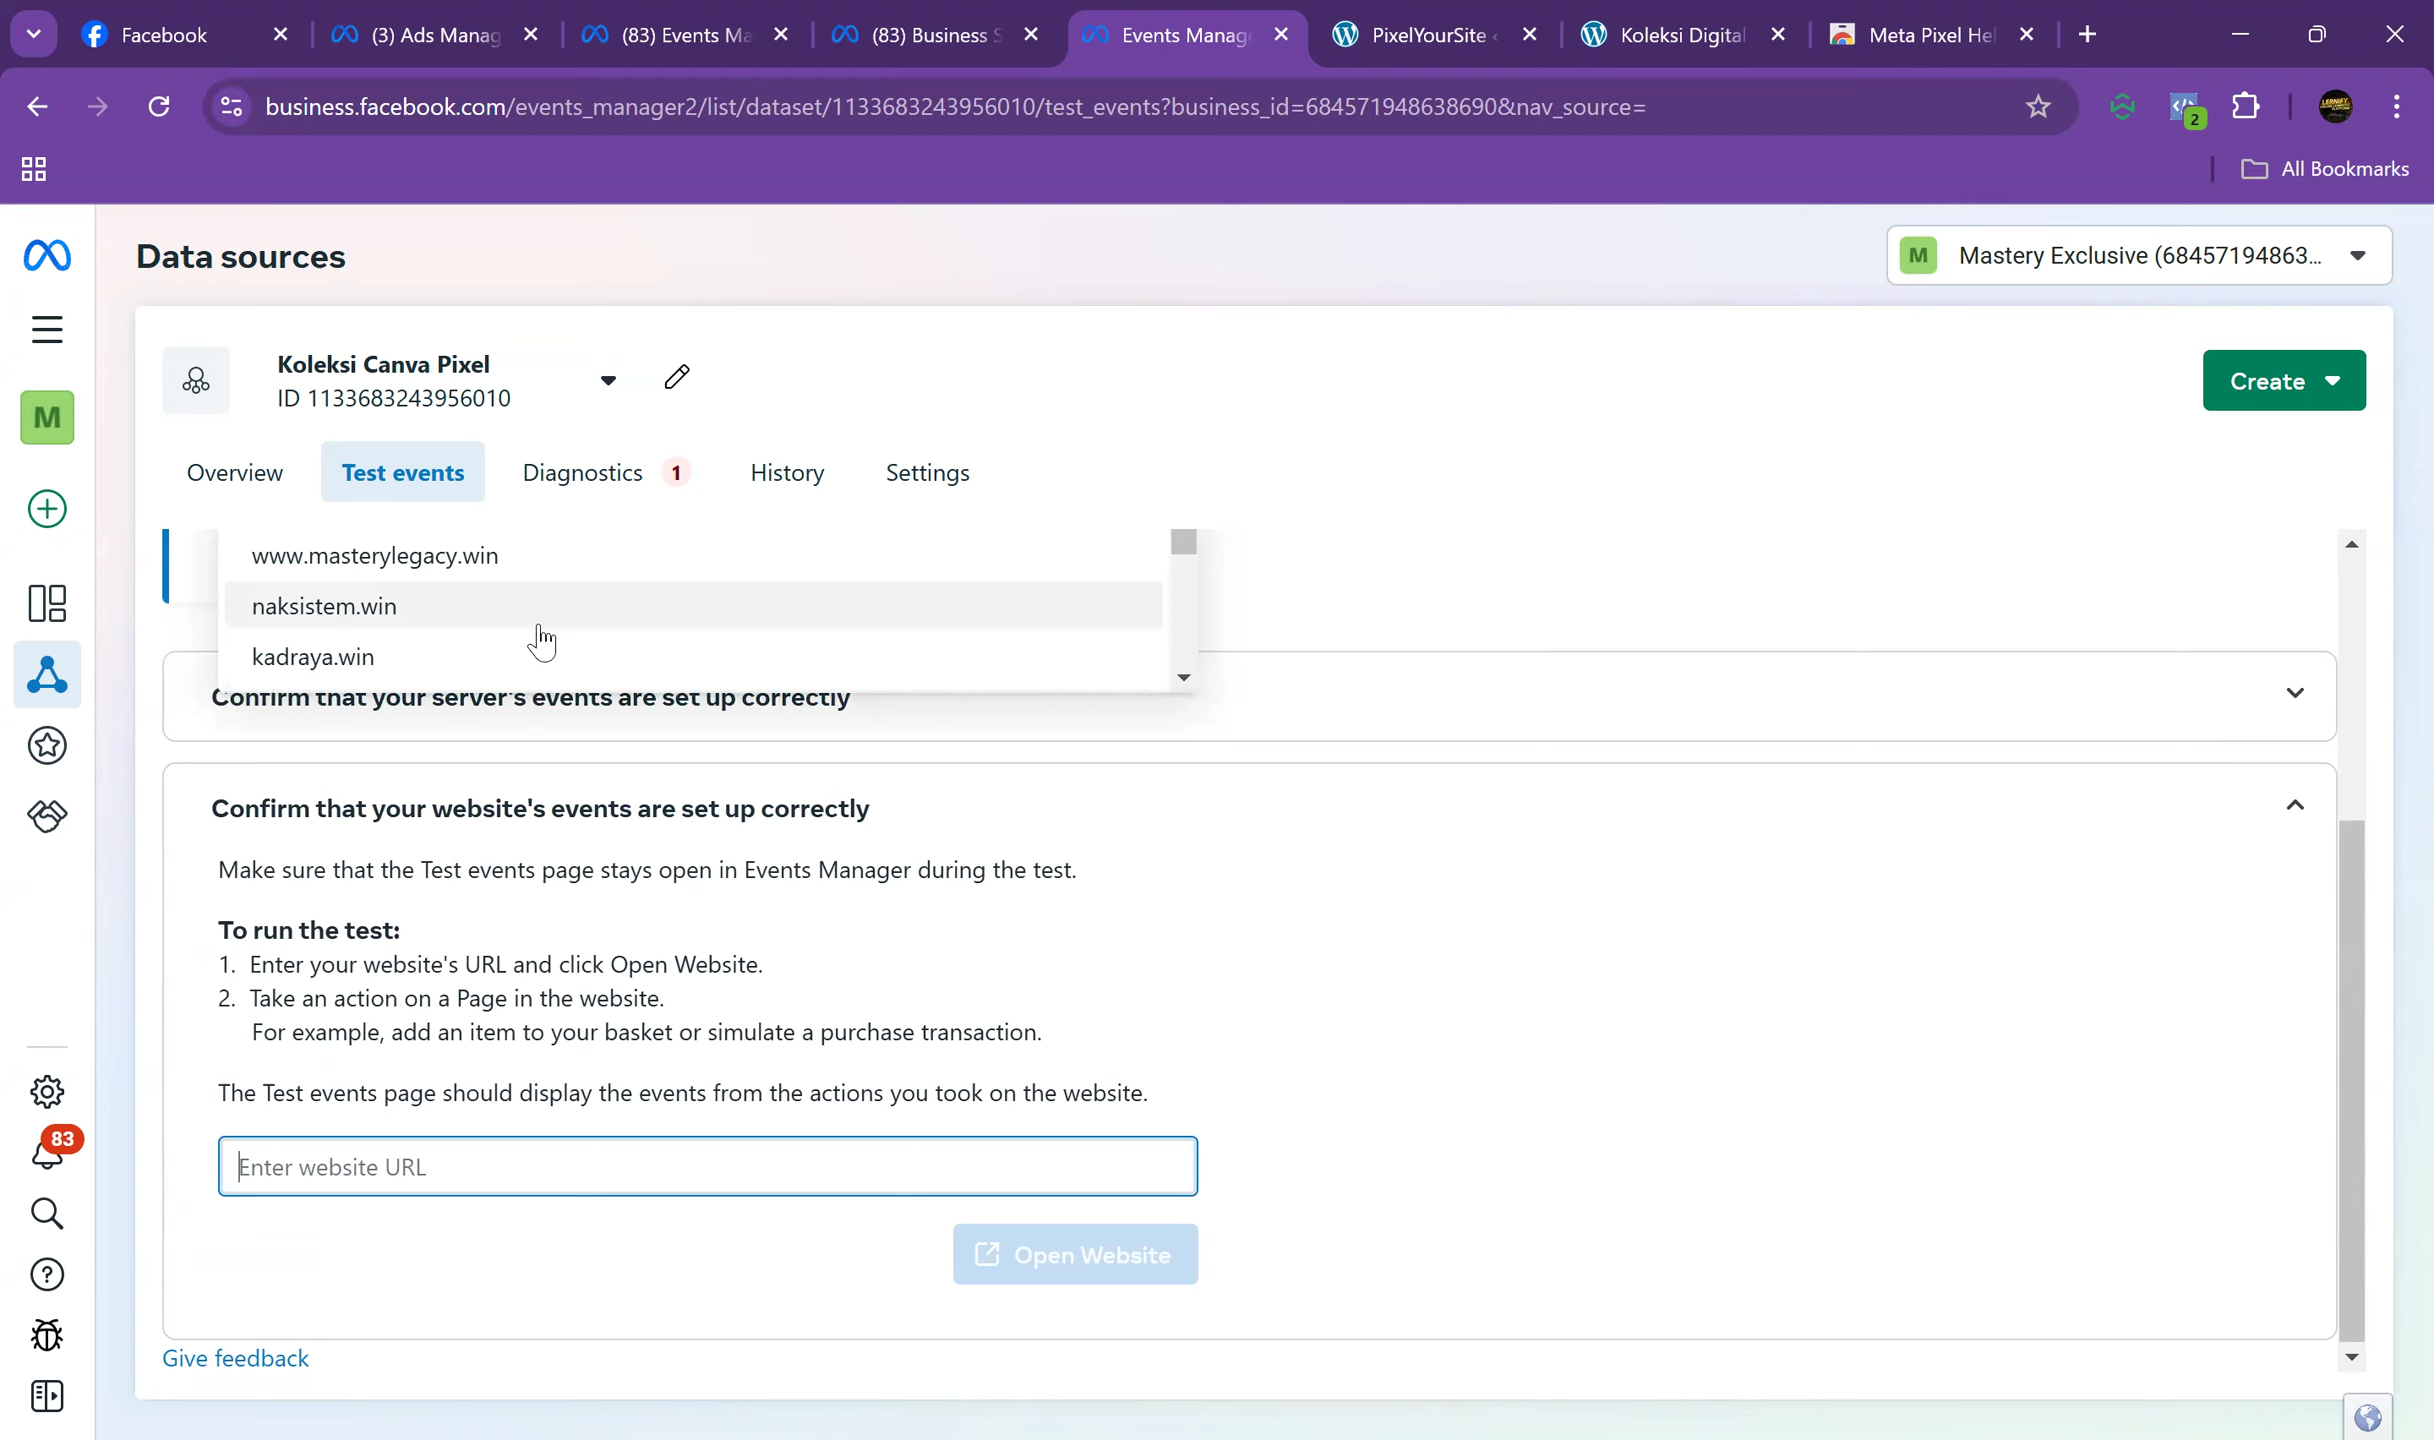 Facebook
(3) Ads Manag
(83) Events Ma
(83) Business S
Events Manag
PixelYourSite
Koleksi Digital
Meta Pixel Hel
business.facebook.com/events_manager2/list/dataset/1133683243956010/test_events?business_id=684571948638690&nav_source=
2
All Bookmarks
Data sources
M Mastery Exclusive (68457194863...
Koleksi Canva Pixel
ID 1133683243956010
Create
M
Overview
Test events
Diagnostics 1
History
Settings
www.masterylegacy.win
naksistem.win
kadraya.win
Confirm that your server's events are set up correctly
Confirm that your website's events are set up correctly
Make sure that the Test events page stays open in Events Manager during the test.
To run the test:
1. Enter your website's URL and click Open Website.
2. Take an action on a Page in the website.
For example, add an item to your basket or simulate a purchase transaction.
The Test events page should display the events from the actions you took on the website.
83
Enter website URL
Open Website
Give feedback